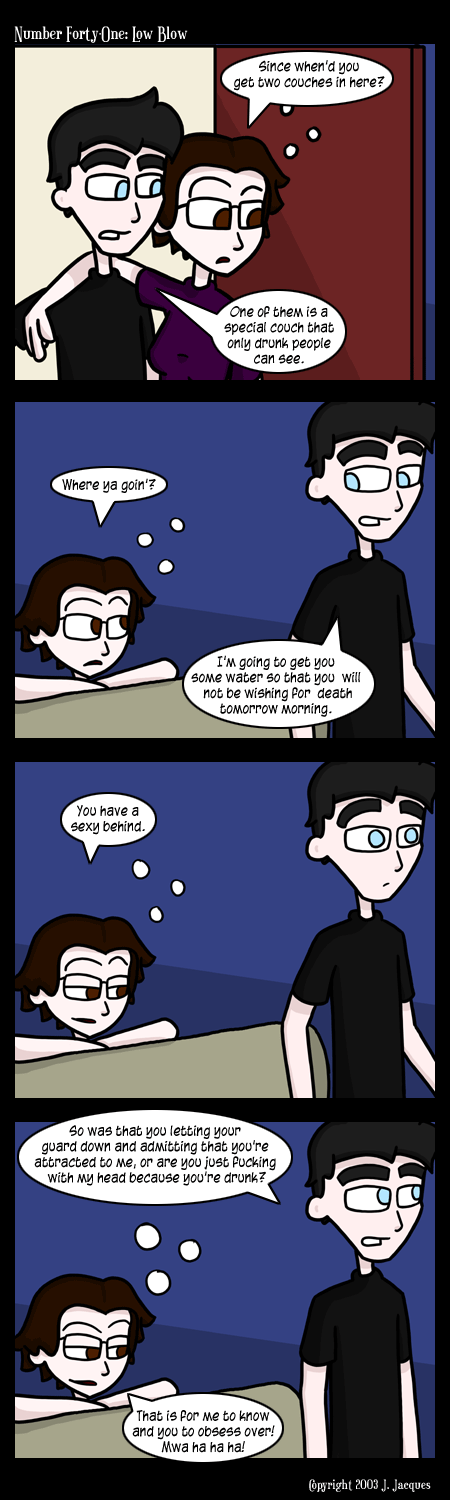 Number Forty-One: Low Blow
Since when'd you
get two couches in here?
One of them is a
special couch that
only drunk people
can see.
Where ya goin'?
I'm going to get you
some water so that you will
not be wishing for death
tomorrow morning.
You have a
sexy behind.
So was that you letting your
guard down and admitting that you're
attracted to me, or are you just fucking
with my head because you're drunk?
That is for me to know
and you to obsess over!
Mwa ha ha ha!
Copyright 2003 J. Jacques